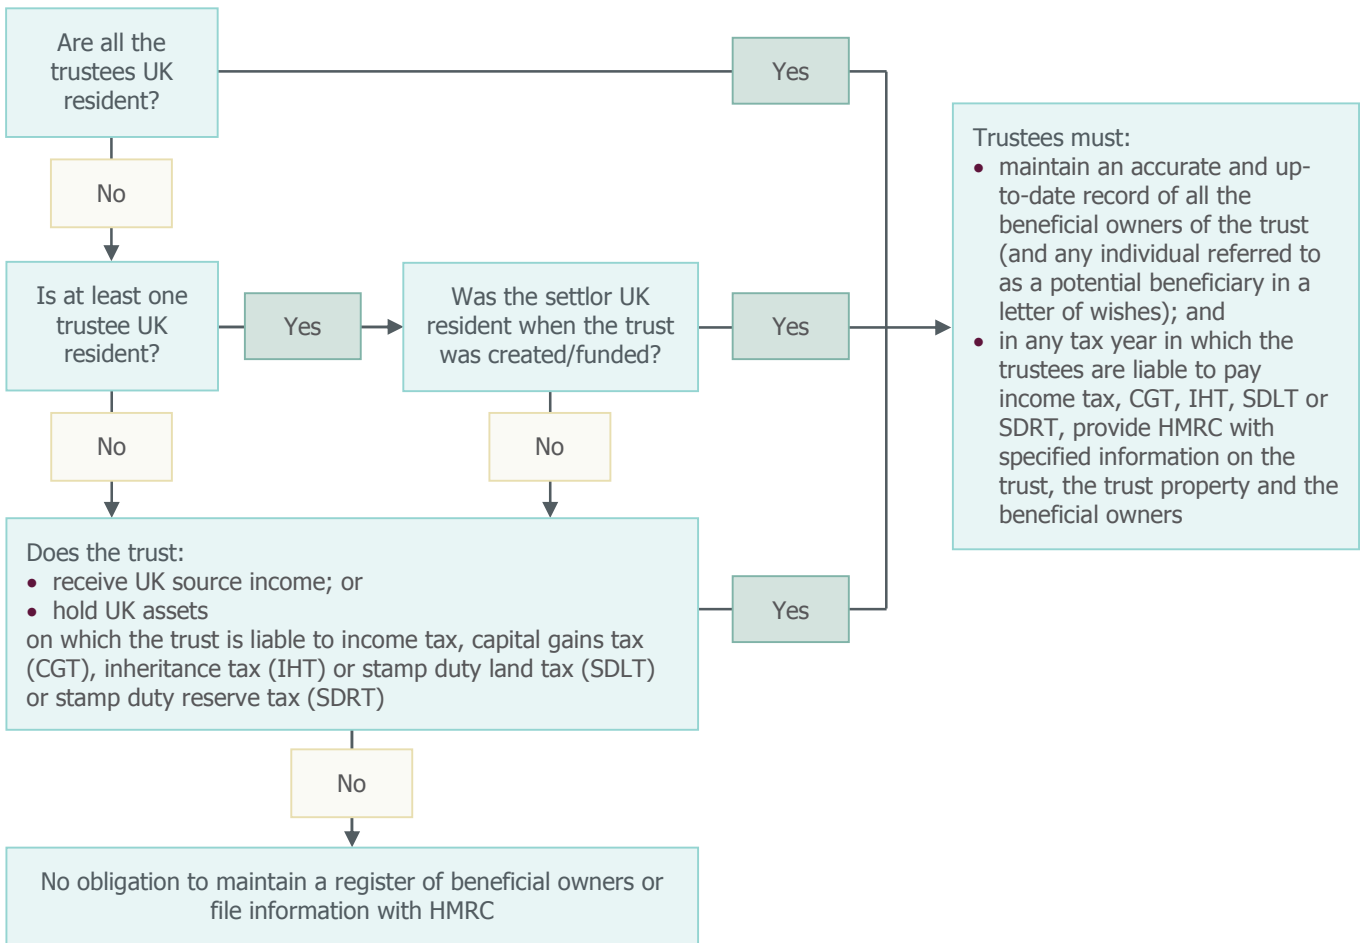 Are all the
trustees UK
resident?
Yes
No
Is at least one
trustee UK
resident?
Yes
Was the settlor UK
resident when the trust
was created/funded?
Yes
Trustees must:
• maintain an accurate and up-
to-date record of all the
beneficial owners of the trust
(and any individual referred to
as a potential beneficiary in a
letter of wishes); and
• in any tax year in which the
trustees are liable to pay
income tax, CGT, IHT, SDLT or
SDRT, provide HMRC with
specified information on the
trust, the trust property and the
beneficial owners
No
No
Does the trust:
• receive UK source income; or
• hold UK assets
on which the trust is liable to income tax, capital gains tax
(CGT), inheritance tax (IHT) or stamp duty land tax (SDLT)
or stamp duty reserve tax (SDRT)
Yes
No
No obligation to maintain a register of beneficial owners or
file information with HMRC